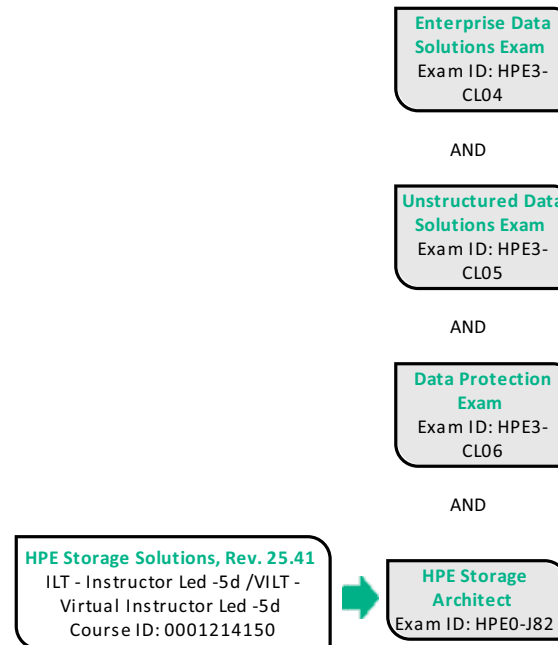 Enterprise Data
Solutions Exam
Exam ID: HPE3-
CL04
AND
Unstructured Data
Solutions Exam
Exam ID: HPE3-
CL05
AND
Data Protection
Exam
Exam ID: HPE3-
CL06
AND
HPE Storage Solutions, Rev. 25.41
ILT - Instructor Led -5d /VILT -
Virtual Instructor Led -5d
Course ID: 0001214150
HPE Storage
Architect
Exam ID: HPE0-J82